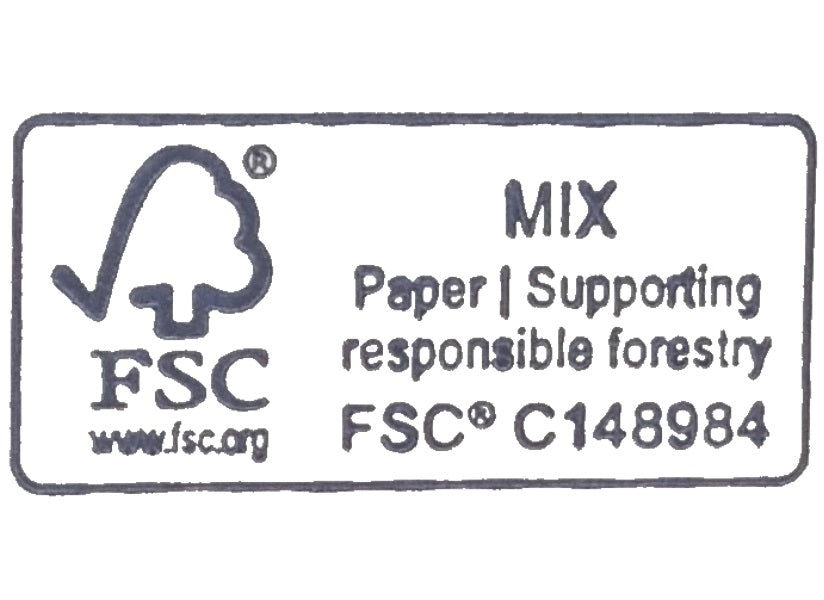 ®
FSC
www.fsc.org
MIX
Paper | Supporting
responsible forestry
FSC® C148984